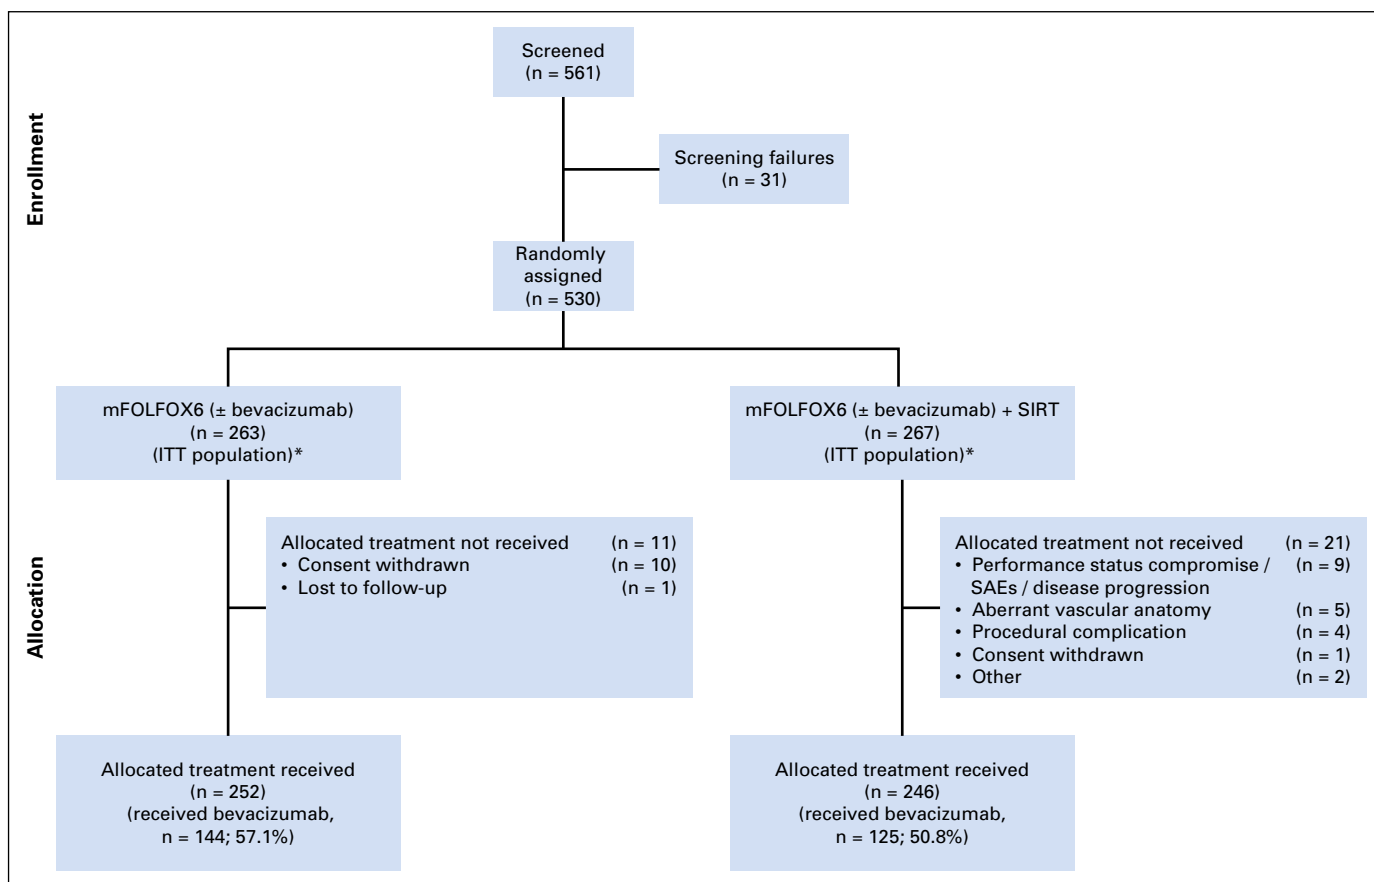 Enrollment
Screened
(n = 561)
Screening failures
(n = 31)
Randomly
assigned
(n = 530)
Allocation
mFOLFOX6 (± bevacizumab)
(n = 263)
(ITT population)*
mFOLFOX6 (± bevacizumab) + SIRT
(n = 267)
(ITT population)*
Allocated treatment not received (n = 11)
• Consent withdrawn (n = 10)
• Lost to follow-up (n = 1)
Allocated treatment not received (n = 21)
• Performance status compromise / (n = 9)
SAEs / disease progression
• Aberrant vascular anatomy (n = 5)
• Procedural complication (n = 4)
• Consent withdrawn (n = 1)
• Other (n = 2)
Allocated treatment received
(n = 252)
(received bevacizumab,
n = 144; 57.1%)
Allocated treatment received
(n = 246)
(received bevacizumab,
n = 125; 50.8%)